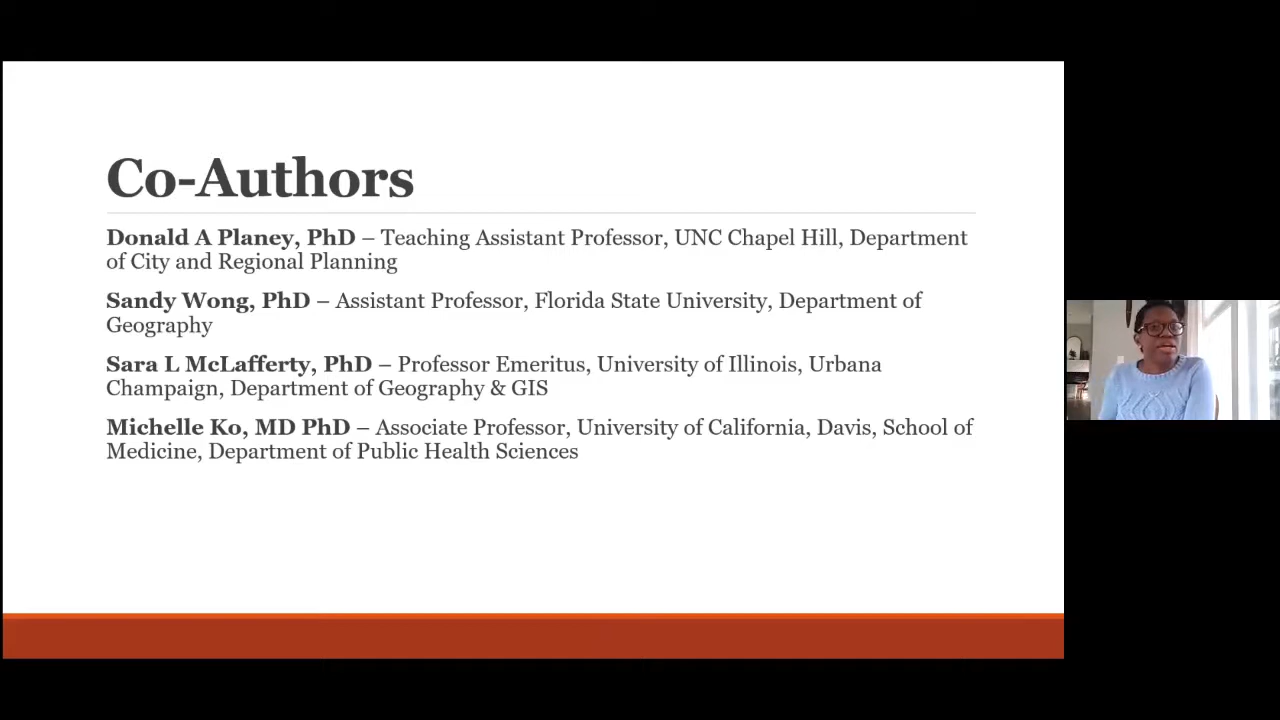 Co-Authors
Donald A Planey, PhD – Teaching Assistant Professor, UNC Chapel Hill, Department
of City and Regional Planning
Sandy Wong, PhD – Assistant Professor, Florida State University, Department of
Geography
Sara L McLafferty, PhD – Professor Emeritus, University of Illinois, Urbana
Champaign, Department of Geography & GIS
Michelle Ko, MD PhD – Associate Professor, University of California, Davis, School of
Medicine, Department of Public Health Sciences